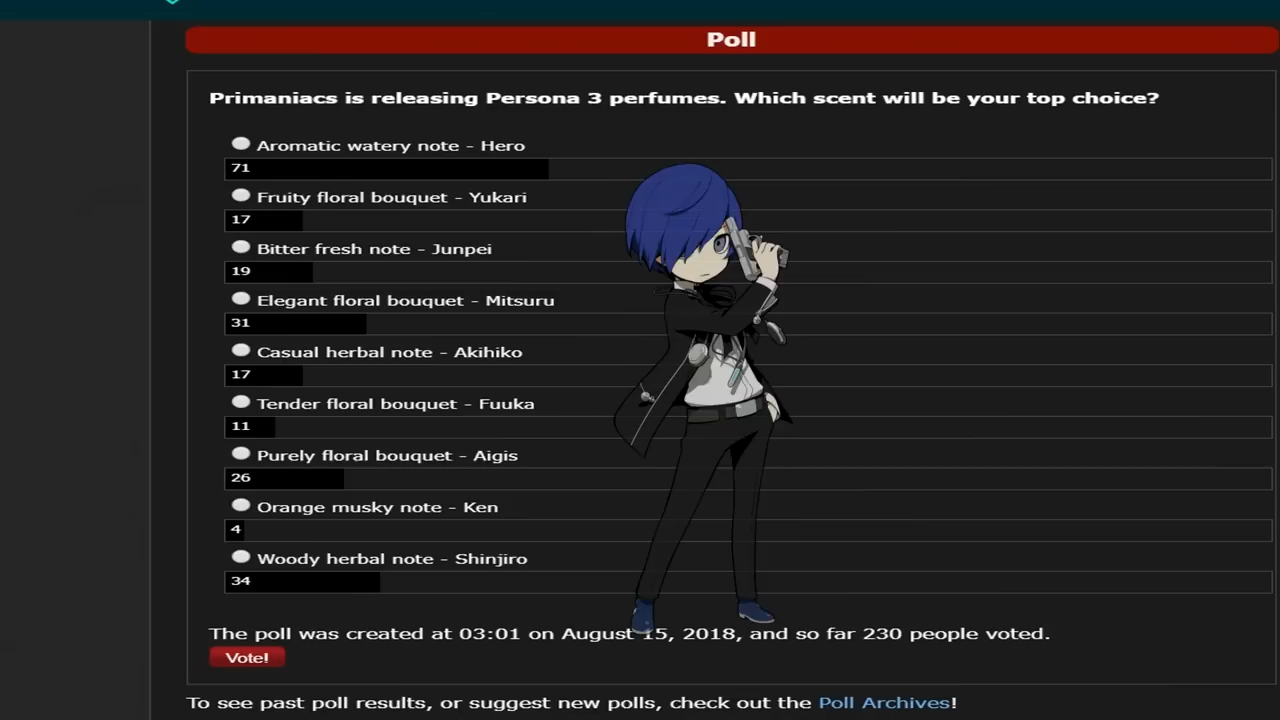 Poll
Primaniacs is releasing Persona 3 perfumes. Which scent will be your top choice?
Aromatic watery note - Hero
71
Fruity floral bouquet - Yukari
17
Bitter fresh note - Junpei
19
Elegant floral bouquet - Mitsuru
31
Casual herbal note - Akihiko
17
Tender floral bouquet - Fuuka
11
Purely floral bouquet - Aigis
26
Orange musky note - Ken
4
Woody herbal note - Shinjiro
34
The poll was created at 03:01 on August 15, 2018, and so far 230 people voted.
Vote!
To see past poll results, or suggest new polls, check out the Poll Archives!